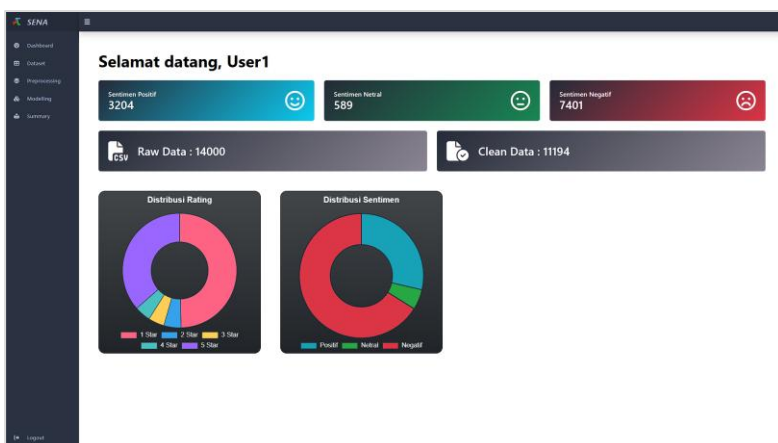 SENA
Dashboard
Dataset
Preprocessing
Modelling
Summary
Selamat datang, User1
Sentimen Positif
3204
Sentimen Netral
589
Sentimen Negatif
7401
CSV
Raw Data : 14000
Clean Data : 11194
Distribusi Rating
1 Star 2 Star 3 Star
4 Star 5 Star
Distribusi Sentimen
Positif Netral Negatif
Logout